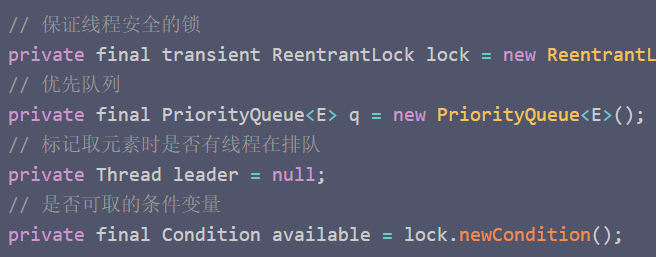 // 保证线程安全的锁
private final transient ReentrantLock lock = new ReentrantL
// 优先队列
private final PriorityQueue<E> q = new PriorityQueue<E>();
// 标记取元素时是否有线程在排队
private Thread leader = null;
// 是否可取的条件变量
private final Condition available = lock.newCondition();